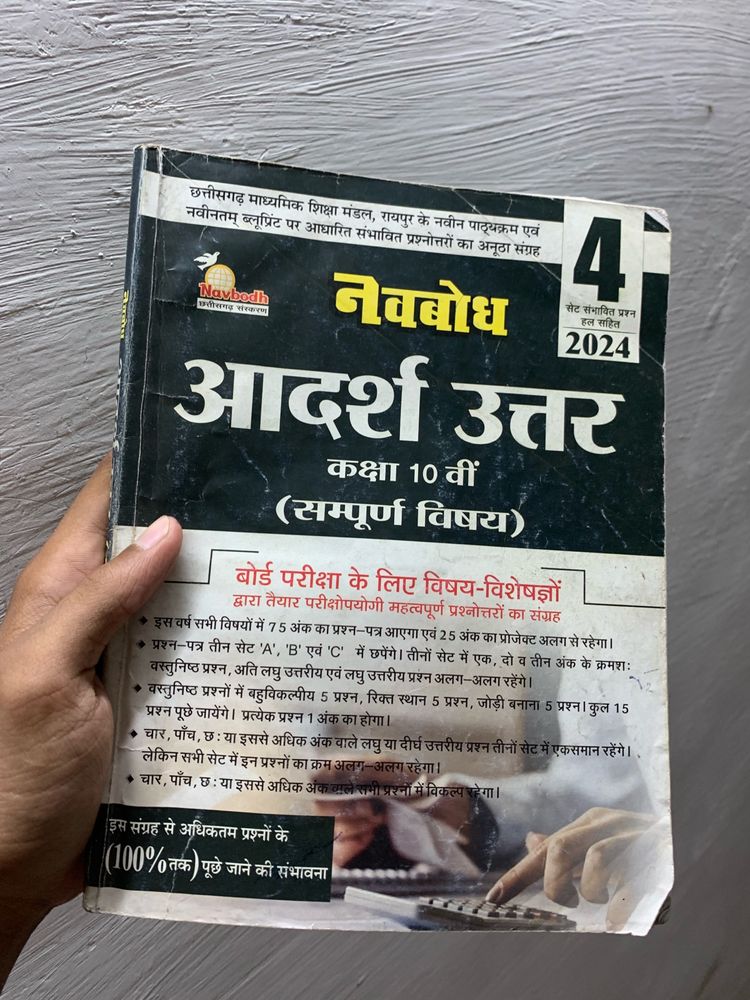 छत्तीसगढ़ माध्यमिक शिक्षा मंडल, रायपुर के नवीन पाठ्यक्रम एवं
नवीनतम् ब्लूप्रिंट पर आधारित संभावित प्रश्नोत्तरों का अनूठा संग्रह
4
सेट संभावित प्रश्न
हल सहित
2024
Navbodh
छत्तीसगढ़ संस्करण
नवबोध
आदर्श उत्तर
कक्षा 10 वीं
(सम्पूर्ण विषय)
बोर्ड परीक्षा के लिए विषय-विशेषज्ञों
द्वारा तैयार परीक्षोपयोगी महत्वपूर्ण प्रश्नोत्तरों का संग्रह
इस वर्ष सभी विषयों में 75 अंक का प्रश्न-पत्र आएगा एवं 25 अंक का प्रोजेक्ट अलग से रहेगा।
प्रश्न-पत्र तीन सेट 'A', 'B' एवं 'C' में छपेंगे। तीनों सेट में एक, दो व तीन अंक के क्रमशः
वस्तुनिष्ठ प्रश्न, अति लघु उत्तरीय एवं लघु उत्तरीय प्रश्न अलग-अलग रहेंगे।
वस्तुनिष्ठ प्रश्नों में बहुविकल्पीय 5 प्रश्न, रिक्त स्थान 5 प्रश्न, जोड़ी बनाना 5 प्रश्न। कुल 15
प्रश्न पूछे जायेंगे। प्रत्येक प्रश्न 1 अंक का होगा।
चार, पाँच, छ: या इससे अधिक अंक वाले लघु या दीर्घ उत्तरीय प्रश्न तीनों सेट में एकसमान रहेंगे।
लेकिन सभी सेट में इन प्रश्नों का क्रम अलग-अलग रहेगा।
चार, पाँच, छ: या इससे अधिक अंक वाले सभी प्रश्नों में विकल्प रहेगा।
इस संग्रह से अधिकतम प्रश्नों के
(100% तक) पूछे जाने की संभावना